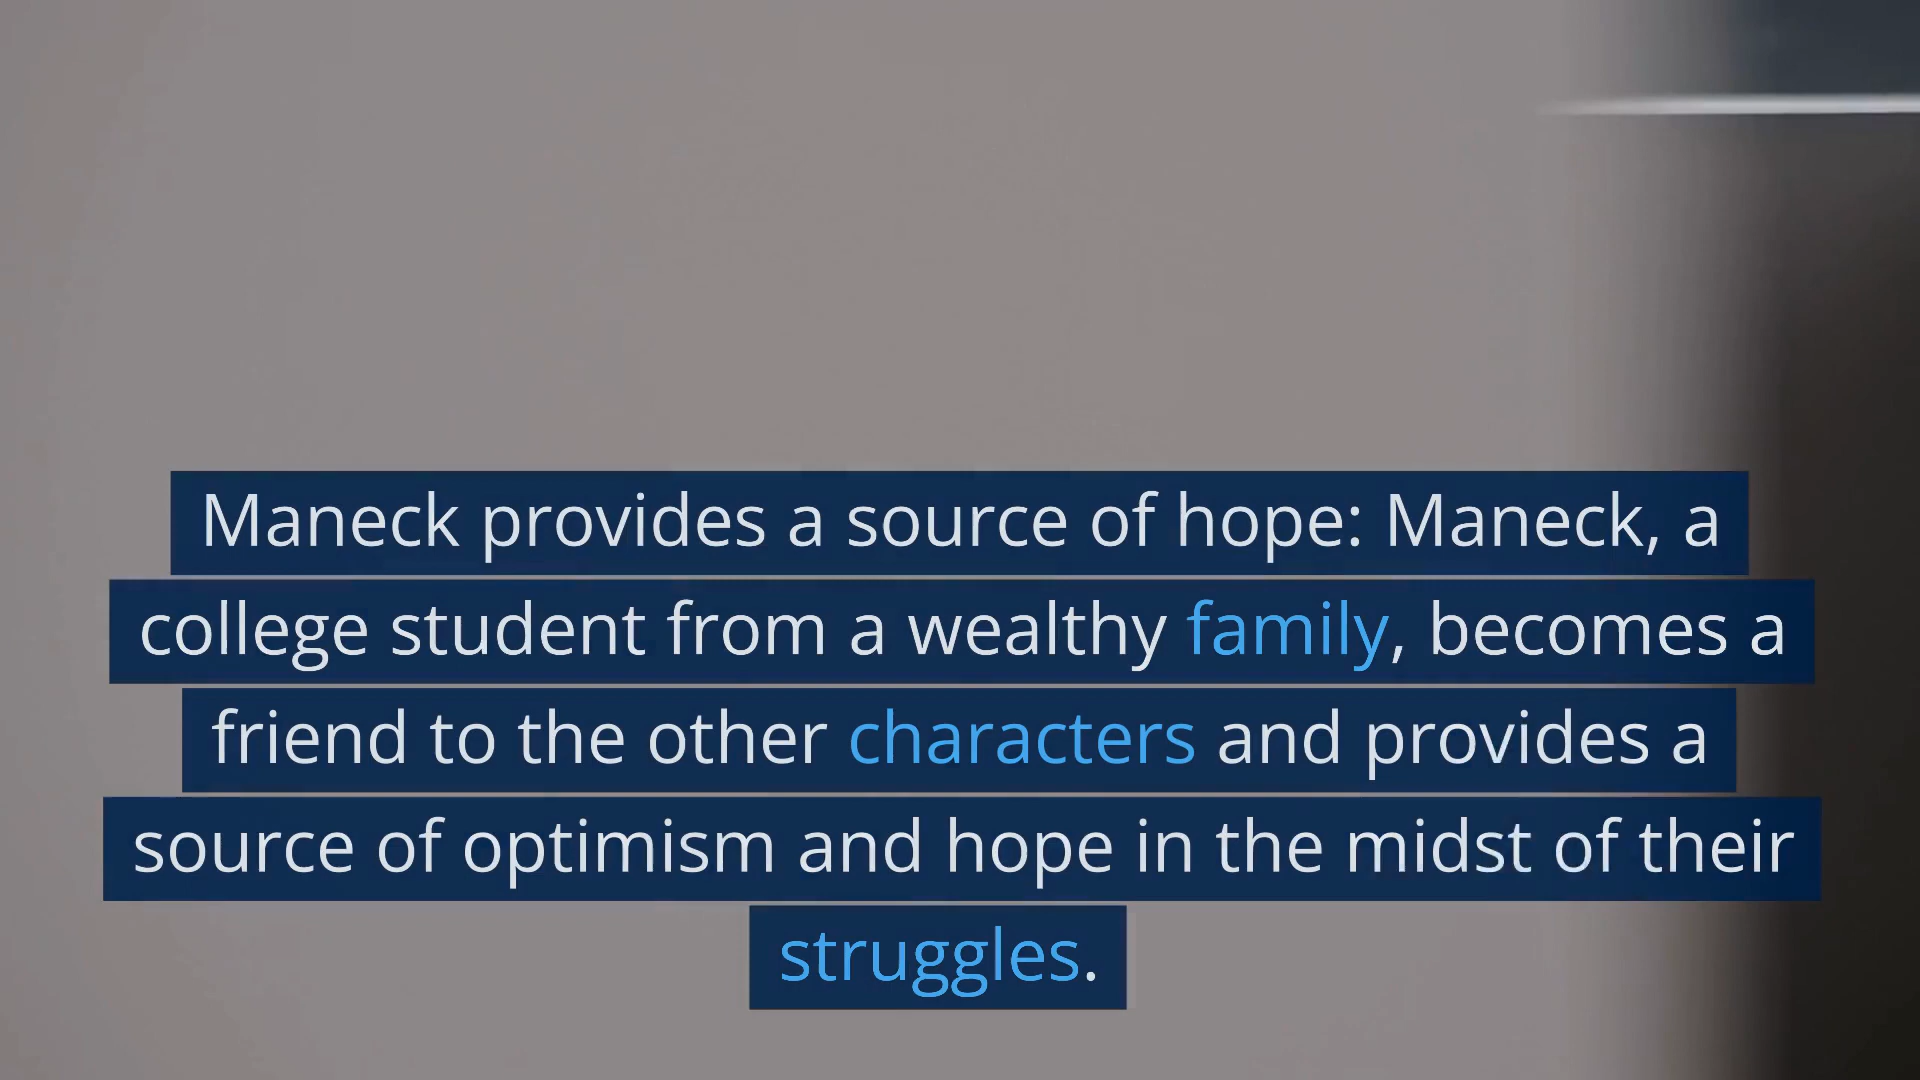 Maneck provides a source of hope: Maneck, a
college student from a wealthy family, becomes a
friend to the other characters and provides a
source of optimism and hope in the midst of their
struggles.